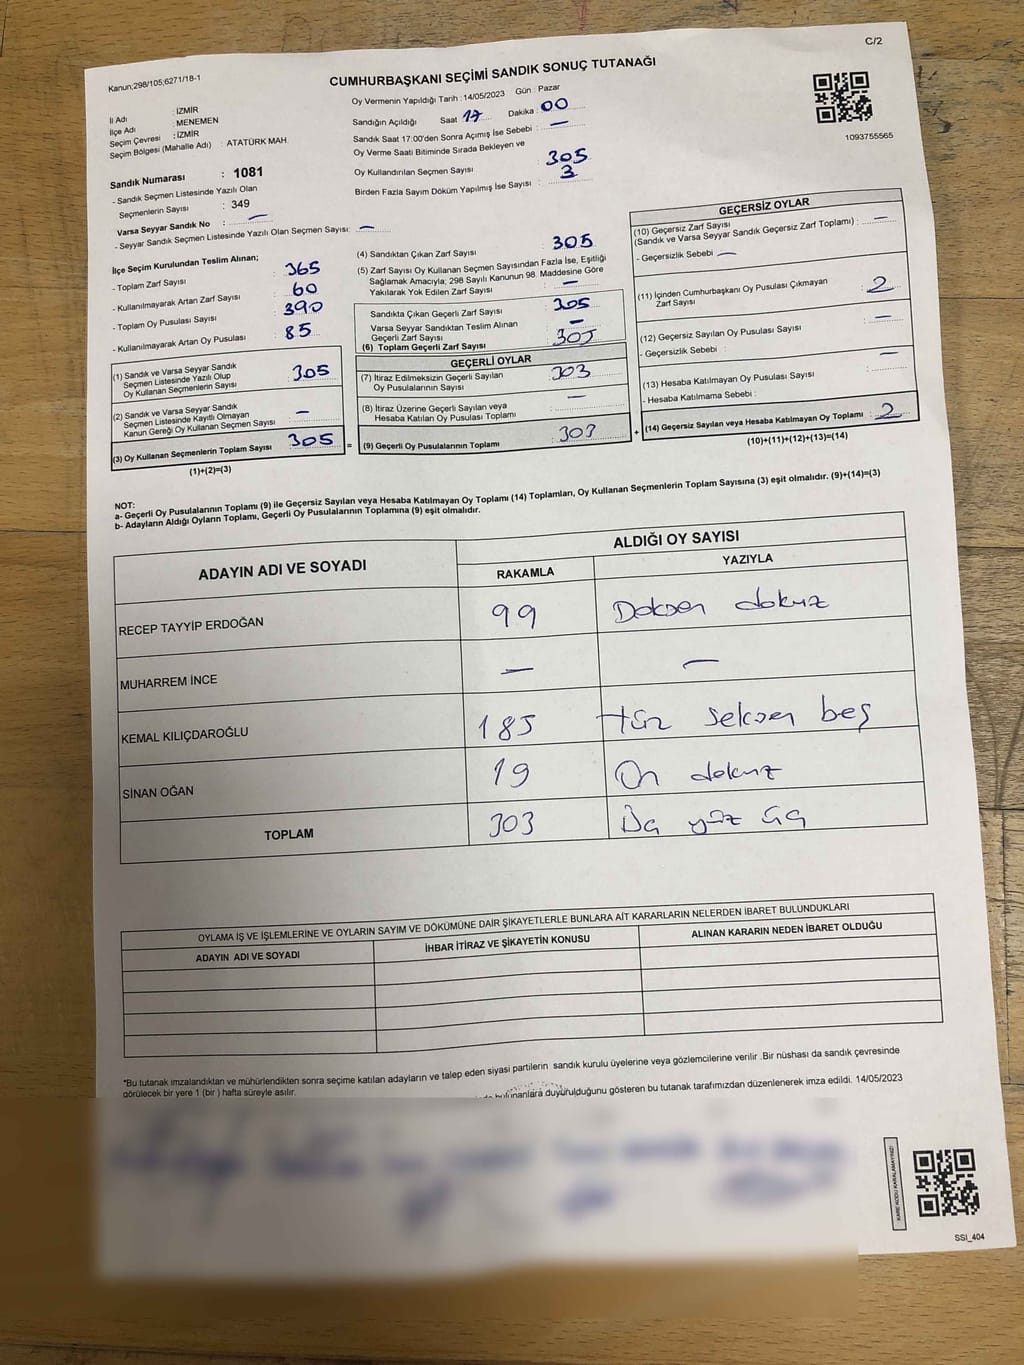 C/2
Kanun;298/105;6271/18-1
CUMHURBAŞKANI SEÇİMİ SANDIK SONUÇ TUTANAĞI
İl Adı : İZMİR
İlçe Adı : MENEMEN
Seçim Çevresi : İZMİR
Seçim Bölgesi (Mahalle Adı) : ATATÜRK MAH.
Sandık Numarası : 1081
- Sandık Seçmen Listesinde Yazılı Olan
Seçmenlerin Sayısı : 349
Varsa Seyyar Sandık No : —
- Seyyar Sandık Seçmen Listesinde Yazılı Olan Seçmen Sayısı: —
Oy Vermenin Yapıldığı Tarih : 14/05/2023 Gün : Pazar
Sandığın Açıldığı Saat 17 Dakika : 00
Sandık Saat 17:00'den Sonra Açımış İse Sebebi : —
Oy Verme Saati Bitiminde Sırada Bekleyen ve
Oy Kullandırılan Seçmen Sayısı : 305
Birden Fazla Sayım Döküm Yapılmış İse Sayısı : 3
1093755565
İlçe Seçim Kurulundan Teslim Alınan;
- Toplam Zarf Sayısı : 365
- Kullanılmayarak Artan Zarf Sayısı : 60
- Toplam Oy Pusulası Sayısı : 390
- Kullanılmayarak Artan Oy Pusulası : 85
(1) Sandık ve Varsa Seyyar Sandık
Seçmen Listesinde Yazılı Olup
Oy Kullanan Seçmenlerin Sayısı : 305
(2) Sandık ve Varsa Seyyar Sandık
Seçmen Listesinde Kayıtlı Olmayan
Kanun Gereği Oy Kullanan Seçmen Sayısı : —
(3) Oy Kullanan Seçmenlerin Toplam Sayısı : 305 =
(1)+(2)=(3)
(4) Sandıktan Çıkan Zarf Sayısı : 305
(5) Zarf Sayısı Oy Kullanan Seçmen Sayısından Fazla İse, Eşitliği
Sağlamak Amacıyla; 298 Sayılı Kanunun 98. Maddesine Göre
Yakılarak Yok Edilen Zarf Sayısı : —
Sandıkta Çıkan Geçerli Zarf Sayısı : 305
Varsa Seyyar Sandıktan Teslim Alınan
Geçerli Zarf Sayısı : —
(6) Toplam Geçerli Zarf Sayısı : 305
GEÇERLİ OYLAR
(7) İtiraz Edilmeksizin Geçerli Sayılan
Oy Pusulalarının Sayısı : 303
(8) İtiraz Üzerine Geçerli Sayılan veya
Hesaba Katılan Oy Pusulası Toplamı : —
(9) Geçerli Oy Pusulalarının Toplamı : 303 +
GEÇERSİZ OYLAR
(10) Geçersiz Zarf Sayısı
(Sandık ve Varsa Seyyar Sandık Geçersiz Zarf Toplamı) : —
- Geçersizlik Sebebi —
(11) İçinden Cumhurbaşkanı Oy Pusulası Çıkmayan
Zarf Sayısı : 2
(12) Geçersiz Sayılan Oy Pusulası Sayısı : —
- Geçersizlik Sebebi :
(13) Hesaba Katılmayan Oy Pusulası Sayısı : —
- Hesaba Katılmama Sebebi :
(14) Geçersiz Sayılan veya Hesaba Katılmayan Oy Toplamı : 2
(10)+(11)+(12)+(13)=(14)
NOT:
a- Geçerli Oy Pusulalarının Toplamı (9) ile Geçersiz Sayılan veya Hesaba Katılmayan Oy Toplamı (14) Toplamları, Oy Kullanan Seçmenlerin Toplam Sayısına (3) eşit olmalıdır. (9)+(14)=(3)
b- Adayların Aldığı Oyların Toplamı, Geçerli Oy Pusulalarının Toplamına (9) eşit olmalıdır.
ADAYIN ADI VE SOYADI
ALDIĞI OY SAYISI
RAKAMLA YAZIYLA
RECEP TAYYİP ERDOĞAN 99 Doksan dokuz
MUHARREM İNCE — —
KEMAL KILIÇDAROĞLU 185 Yüz seksen beş
SİNAN OĞAN 19 On dokuz
TOPLAM 303 Üç yüz üç
OYLAMA İŞ VE İŞLEMLERİNE VE OYLARIN SAYIM VE DÖKÜMÜNE DAİR ŞİKAYETLERLE BUNLARA AİT KARARLARIN NELERDEN İBARET BULUNDUKLARI
ADAYIN ADI VE SOYADI İHBAR İTİRAZ VE ŞİKAYETİN KONUSU ALINAN KARARIN NEDEN İBARET OLDUĞU
*Bu tutanak imzalandıktan ve mühürlendikten sonra seçime katılan adayların ve talep eden siyasi partilerin sandık kurulu üyelerine veya gözlemcilerine verilir .Bir nüshası da sandık çevresinde
görülecek bir yere 1 (bir ) hafta süreyle asılır.
bulunanlara duyurulduğunu gösteren bu tutanak tarafımızdan düzenlenerek imza edildi. 14/05/2023
KARE KODU KARALAMAYINIZ!
SSI_404